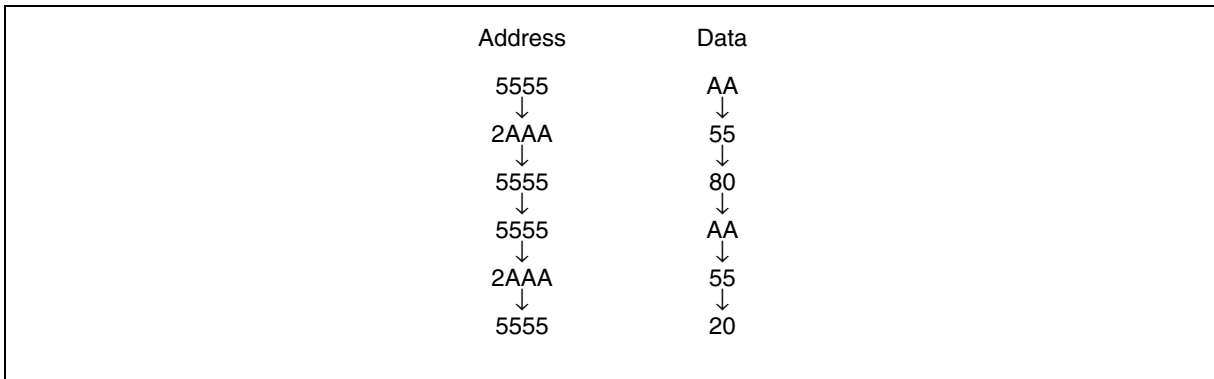 Address Data
5555 AA
↓ ↓
2AAA 55
↓ ↓
5555 80
↓ ↓
5555 AA
↓ ↓
2AAA 55
↓ ↓
5555 20